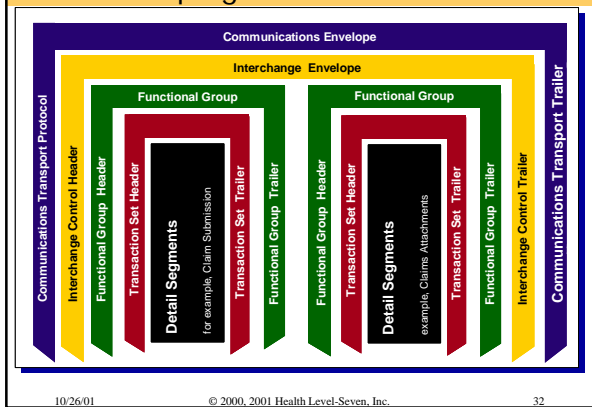 Communications Envelope
Interchange Envelope
Functional Group
Functional Group
Communications Transport Protocol
Interchange Control Header
Functional Group Header
Transaction Set Header
Detail Segments
for example, Claim Submission
Transaction Set Trailer
Functional Group Trailer
Functional Group Header
Transaction Set Header
Detail Segments
example, Claims Attachments
Transaction Set Trailer
Functional Group Trailer
Interchange Control Trailer
Communications Transport Trailer
10/26/01
© 2000, 2001 Health Level-Seven, Inc.
32